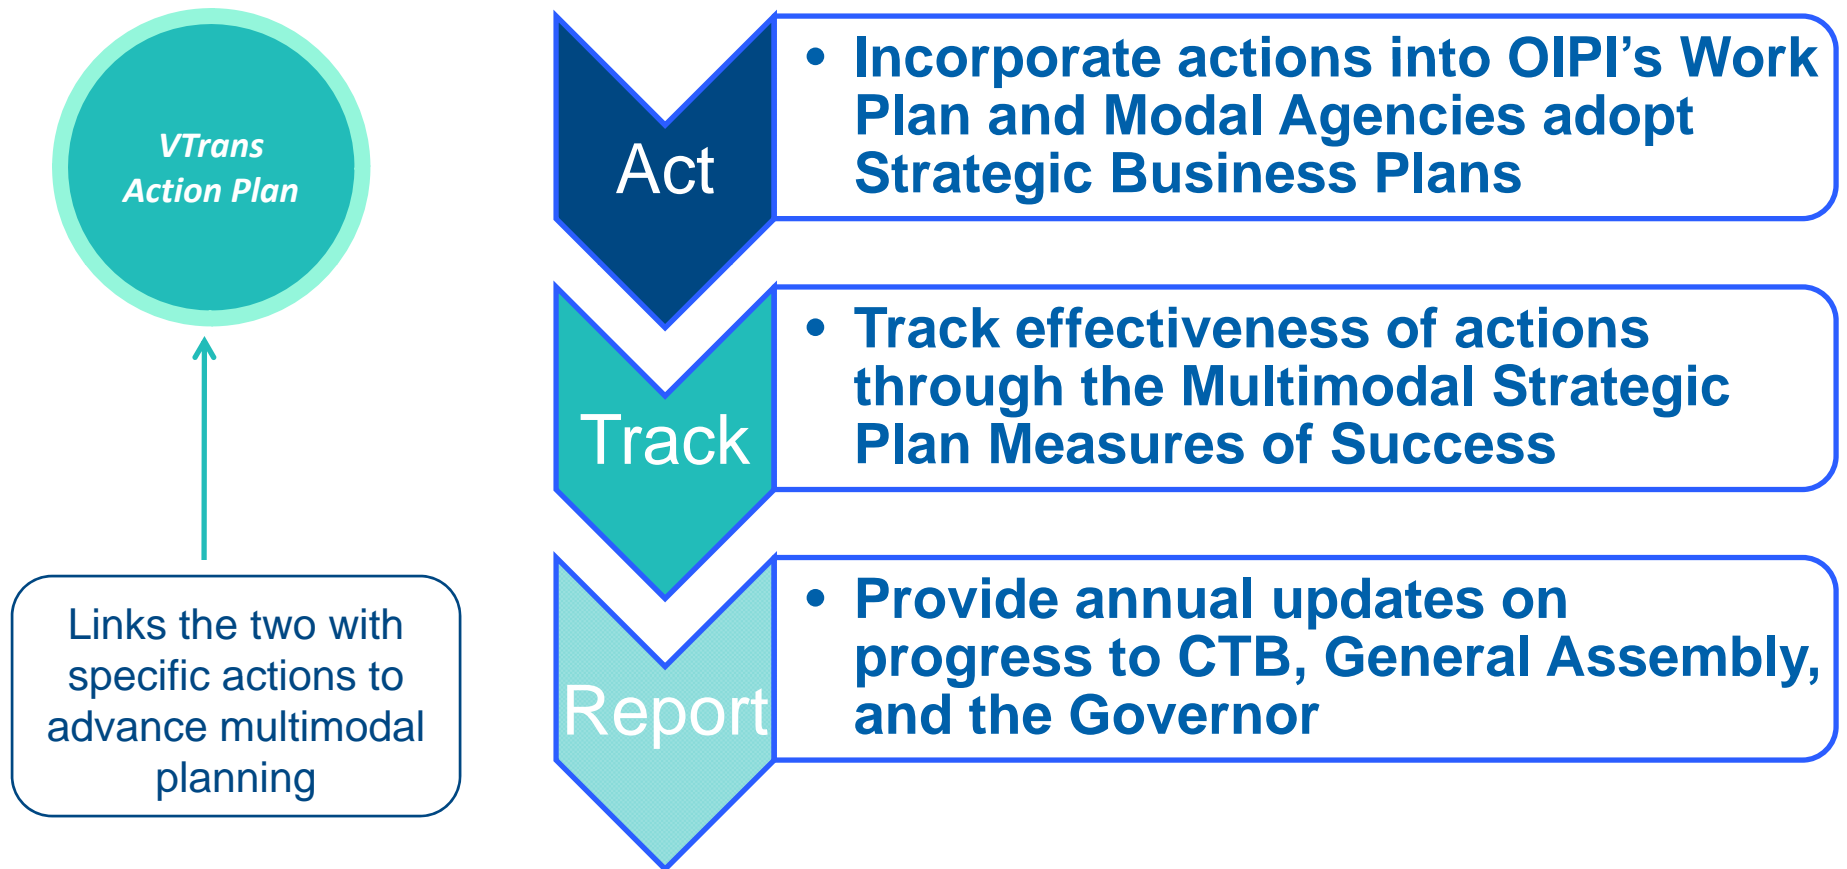 VTrans
Action Plan
Links the two with
specific actions to
advance multimodal
planning
Act
• Incorporate actions into OIPI’s Work
Plan and Modal Agencies adopt
Strategic Business Plans
Track
• Track effectiveness of actions
through the Multimodal Strategic
Plan Measures of Success
Report
• Provide annual updates on
progress to CTB, General Assembly,
and the Governor